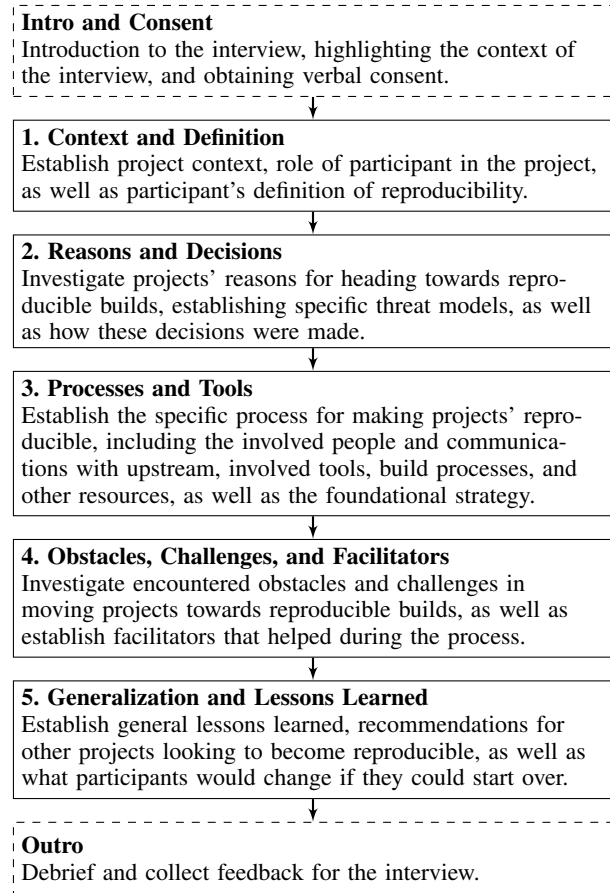 Intro and Consent
Introduction to the interview, highlighting the context of
the interview, and obtaining verbal consent.
1. Context and Definition
Establish project context, role of participant in the project,
as well as participant's definition of reproducibility.
2. Reasons and Decisions
Investigate projects' reasons for heading towards repro-
ducible builds, establishing specific threat models, as well
as how these decisions were made.
3. Processes and Tools
Establish the specific process for making projects' repro-
ducible, including the involved people and communica-
tions with upstream, involved tools, build processes, and
other resources, as well as the foundational strategy.
4. Obstacles, Challenges, and Facilitators
Investigate encountered obstacles and challenges in
moving projects towards reproducible builds, as well as
establish facilitators that helped during the process.
5. Generalization and Lessons Learned
Establish general lessons learned, recommendations for
other projects looking to become reproducible, as well as
what participants would change if they could start over.
Outro
Debrief and collect feedback for the interview.